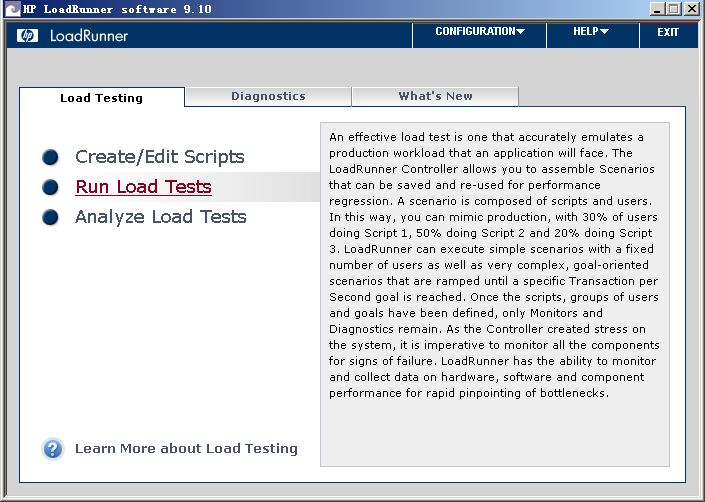 HP LoadRunner software 9.10
hp LoadRunner
CONFIGURATION
HELP
EXIT
Load Testing
Diagnostics
What's New
Create/Edit Scripts
Run Load Tests
Analyze Load Tests
An effective load test is one that accurately emulates a
production workload that an application will face. The
LoadRunner Controller allows you to assemble Scenarios
that can be saved and re-used for performance
regression. A scenario is composed of scripts and users.
In this way, you can mimic production, with 30% of users
doing Script 1, 50% doing Script 2 and 20% doing Script
3. LoadRunner can execute simple scenarios with a fixed
number of users as well as very complex, goal-oriented
scenarios that are ramped until a specific Transaction per
Second goal is reached. Once the scripts, groups of users
and goals have been defined, only Monitors and
Diagnostics remain. As the Controller created stress on
the system, it is imperative to monitor all the components
for signs of failure. LoadRunner has the ability to monitor
and collect data on hardware, software and component
performance for rapid pinpointing of bottlenecks.
? Learn More about Load Testing